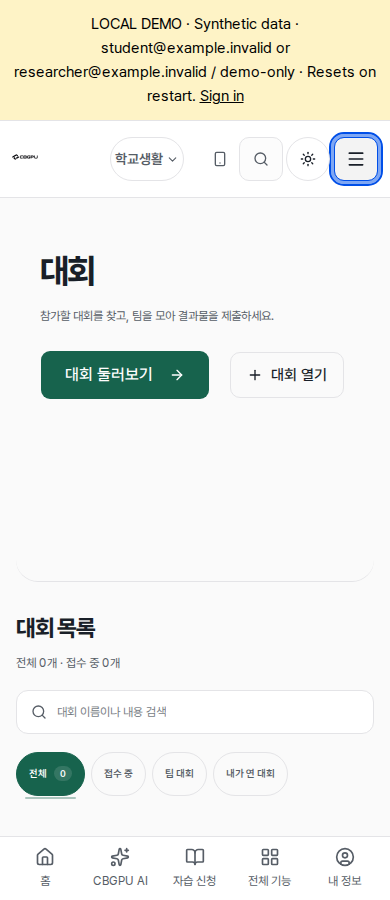 LOCAL DEMO · Synthetic data ·
student@example.invalid or
researcher@example.invalid / demo-only · Resets on
restart. Sign in
CBGPU
학교생활
대회
참가할 대회를 찾고, 팀을 모아 결과물을 제출하세요.
대회 둘러보기
대회 열기
대회 목록
전체 0개 · 접수 중 0개
대회 이름이나 내용 검색
전체 0
접수 중
팀 대회
내가 연 대회
홈
CBGPU AI
자습 신청
전체 기능
내 정보